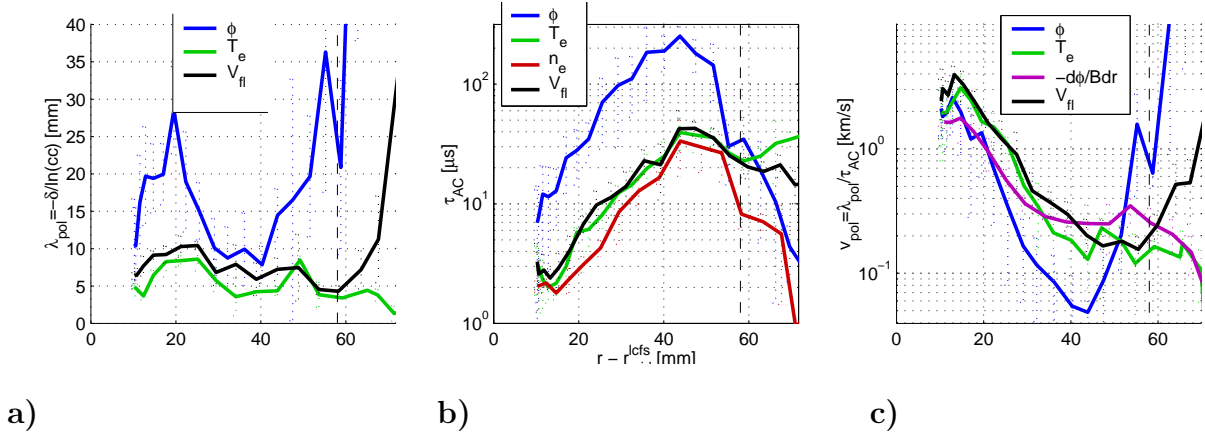 40
35
30
25
20
15
10
5
0
λpol=−δ/ln(cc) [mm]
ϕ
Te
Vfl
0
20
40
60
a)
10²
10¹
10⁰
τAC [µs]
ϕ
Te
ne
Vfl
0
20
40
60
r − rlcfs [mm]
b)
10⁰
10⁻¹
vpol=λpol/τAC [km/s]
ϕ
Te
−dϕ/Bdr
Vfl
0
20
40
60
c)